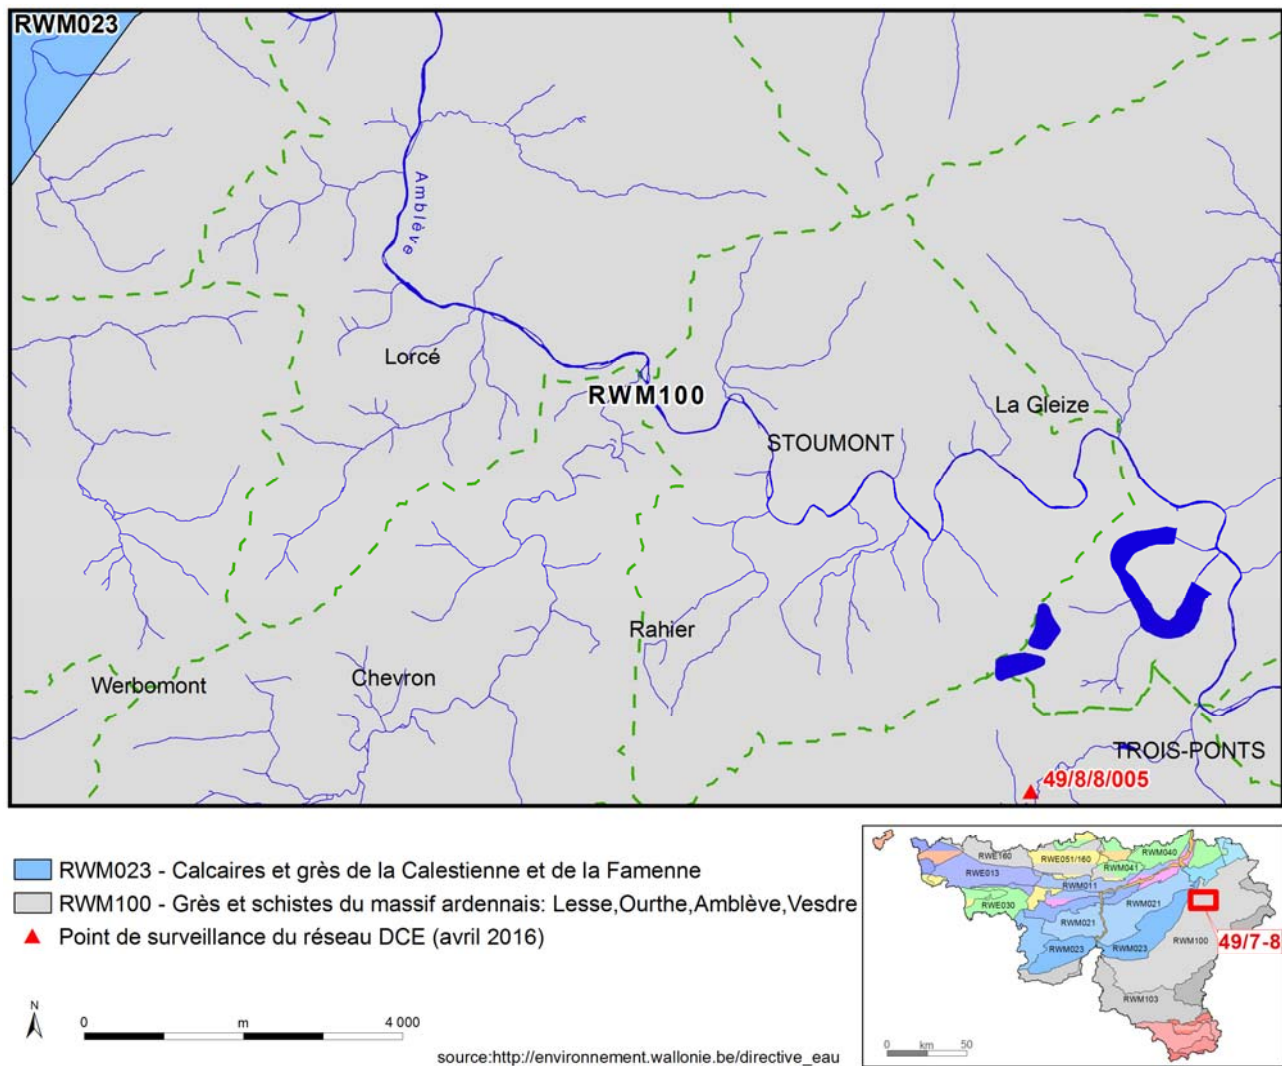 RWM023
Amblève
Lorcé
RWM100
La Gleize
STOUMONT
Rahier
Werbomont
Chevron
TROIS-PONTS
49/8/8/005
RWM023 - Calcaires et grès de la Calestienne et de la Famenne
RWM100 - Grès et schistes du massif ardennais: Lesse,Ourthe,Amblève,Vesdre
Point de surveillance du réseau DCE (avril 2016)
N
0 m 4 000
source:http://environnement.wallonie.be/directive_eau
RWE160
RWE051/160
RWM040
RWE013
RWM041
RWM011
RWE030
RWM021
RWM021
RWM023
RWM023
RWM100
49/7-8
RWM103
0 km 50